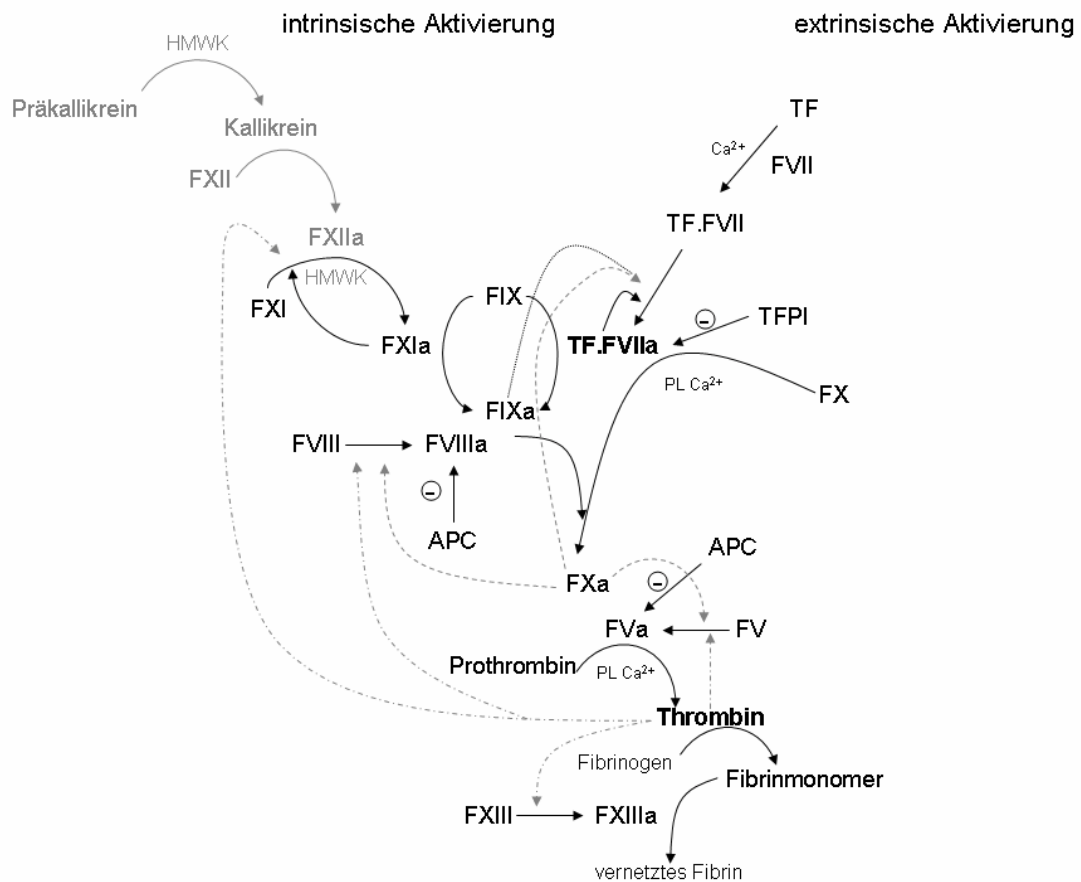 intrinsische Aktivierung
extrinsische Aktivierung
HMWK
Präkallikrein
Kallikrein
FXII
FXIIa
HMWK
FXI
FXIa
FIX
FIXa
FVIII
FVIIIa
-
APC
TF
Ca²⁺
FVII
TF.FVII
TFPI
-
TF.FVIIa
PL Ca²⁺
FX
FXa
APC
-
FVa
FV
Prothrombin
PL Ca²⁺
Thrombin
Fibrinogen
Fibrinmonomer
FXIII
FXIIIa
vernetztes Fibrin